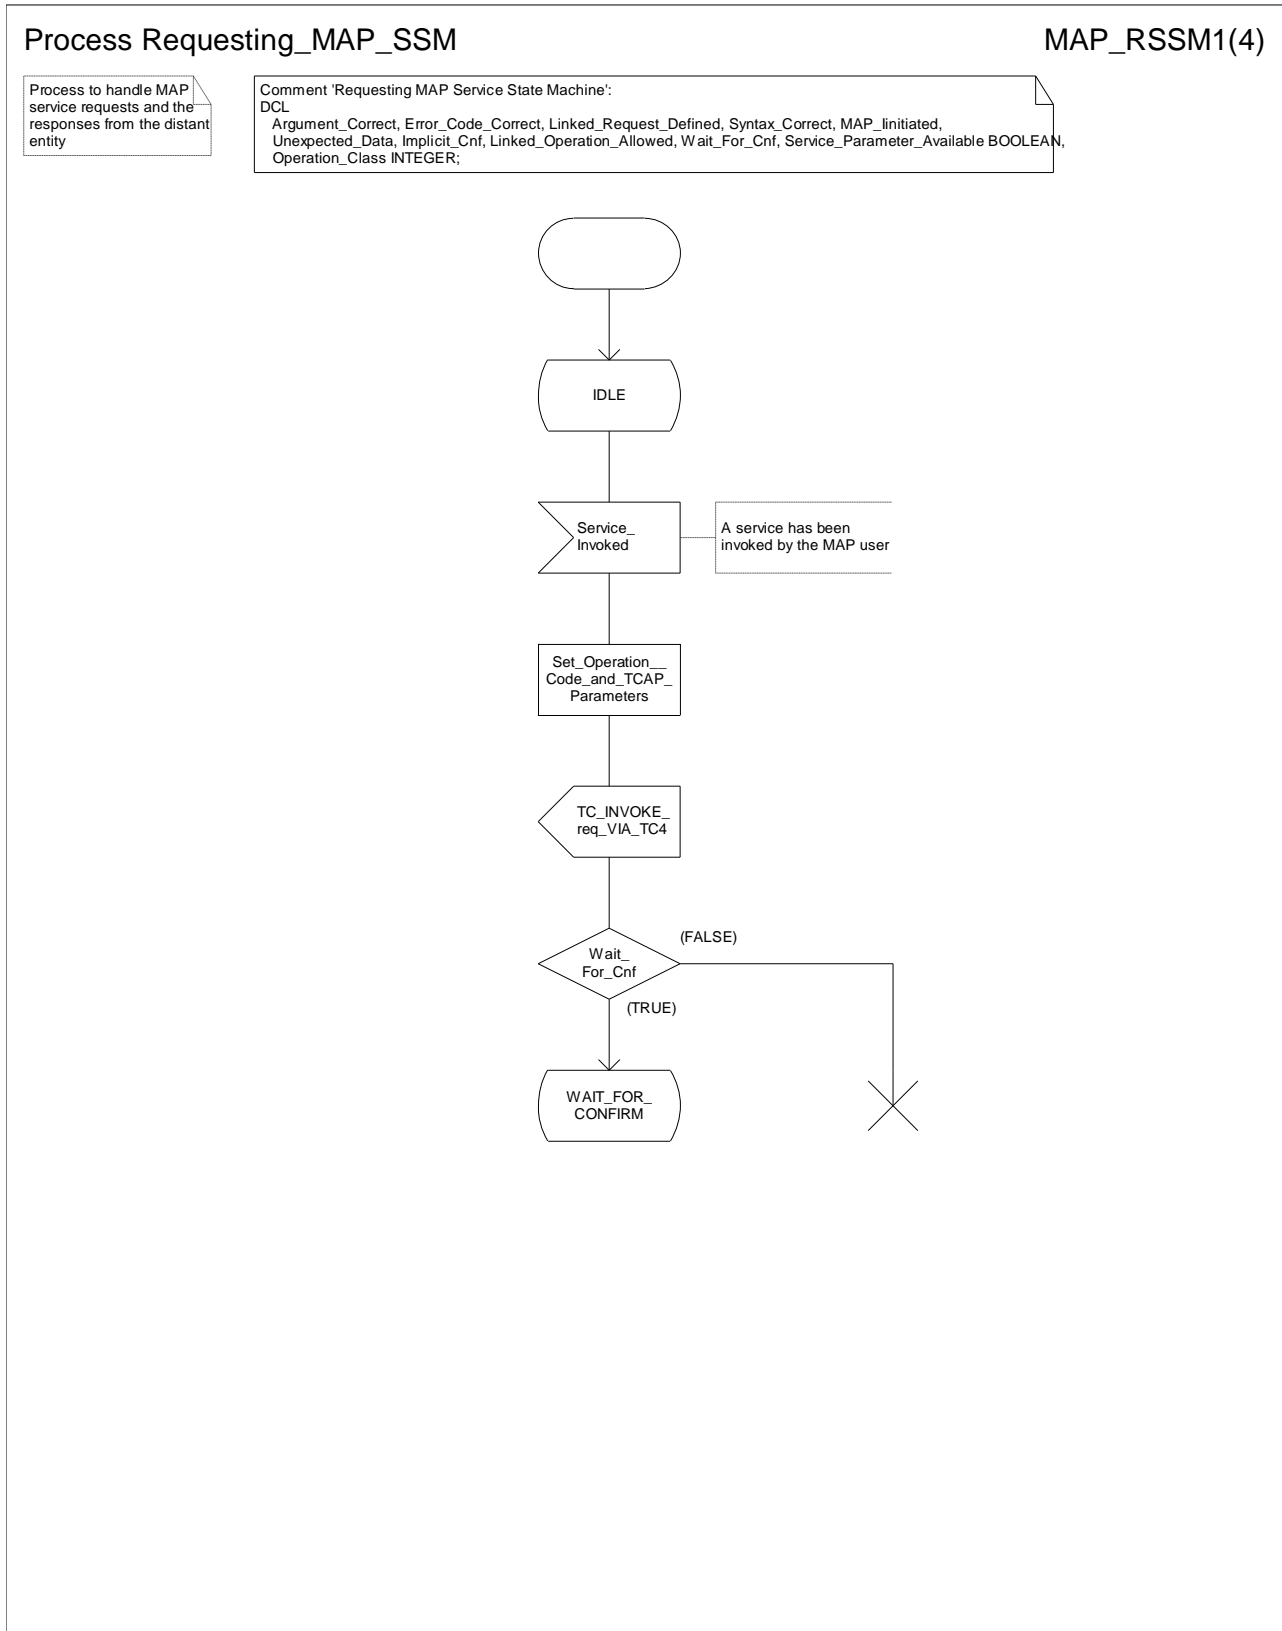 Process Requesting_MAP_SSM
MAP_RSSM1(4)
Process to handle MAP
service requests and the
responses from the distant
entity
Comment 'Requesting MAP Service State Machine':
DCL
Argument_Correct, Error_Code_Correct, Linked_Request_Defined, Syntax_Correct, MAP_Iinitiated,
Unexpected_Data, Implicit_Cnf, Linked_Operation_Allowed, Wait_For_Cnf, Service_Parameter_Available BOOLEAN,
Operation_Class INTEGER;
IDLE
Service_
Invoked
A service has been
invoked by the MAP user
Set_Operation__
Code_and_TCAP_
Parameters
TC_INVOKE_
req_VIA_TC4
Wait_
For_Cnf
(FALSE)
(TRUE)
WAIT_FOR_
CONFIRM